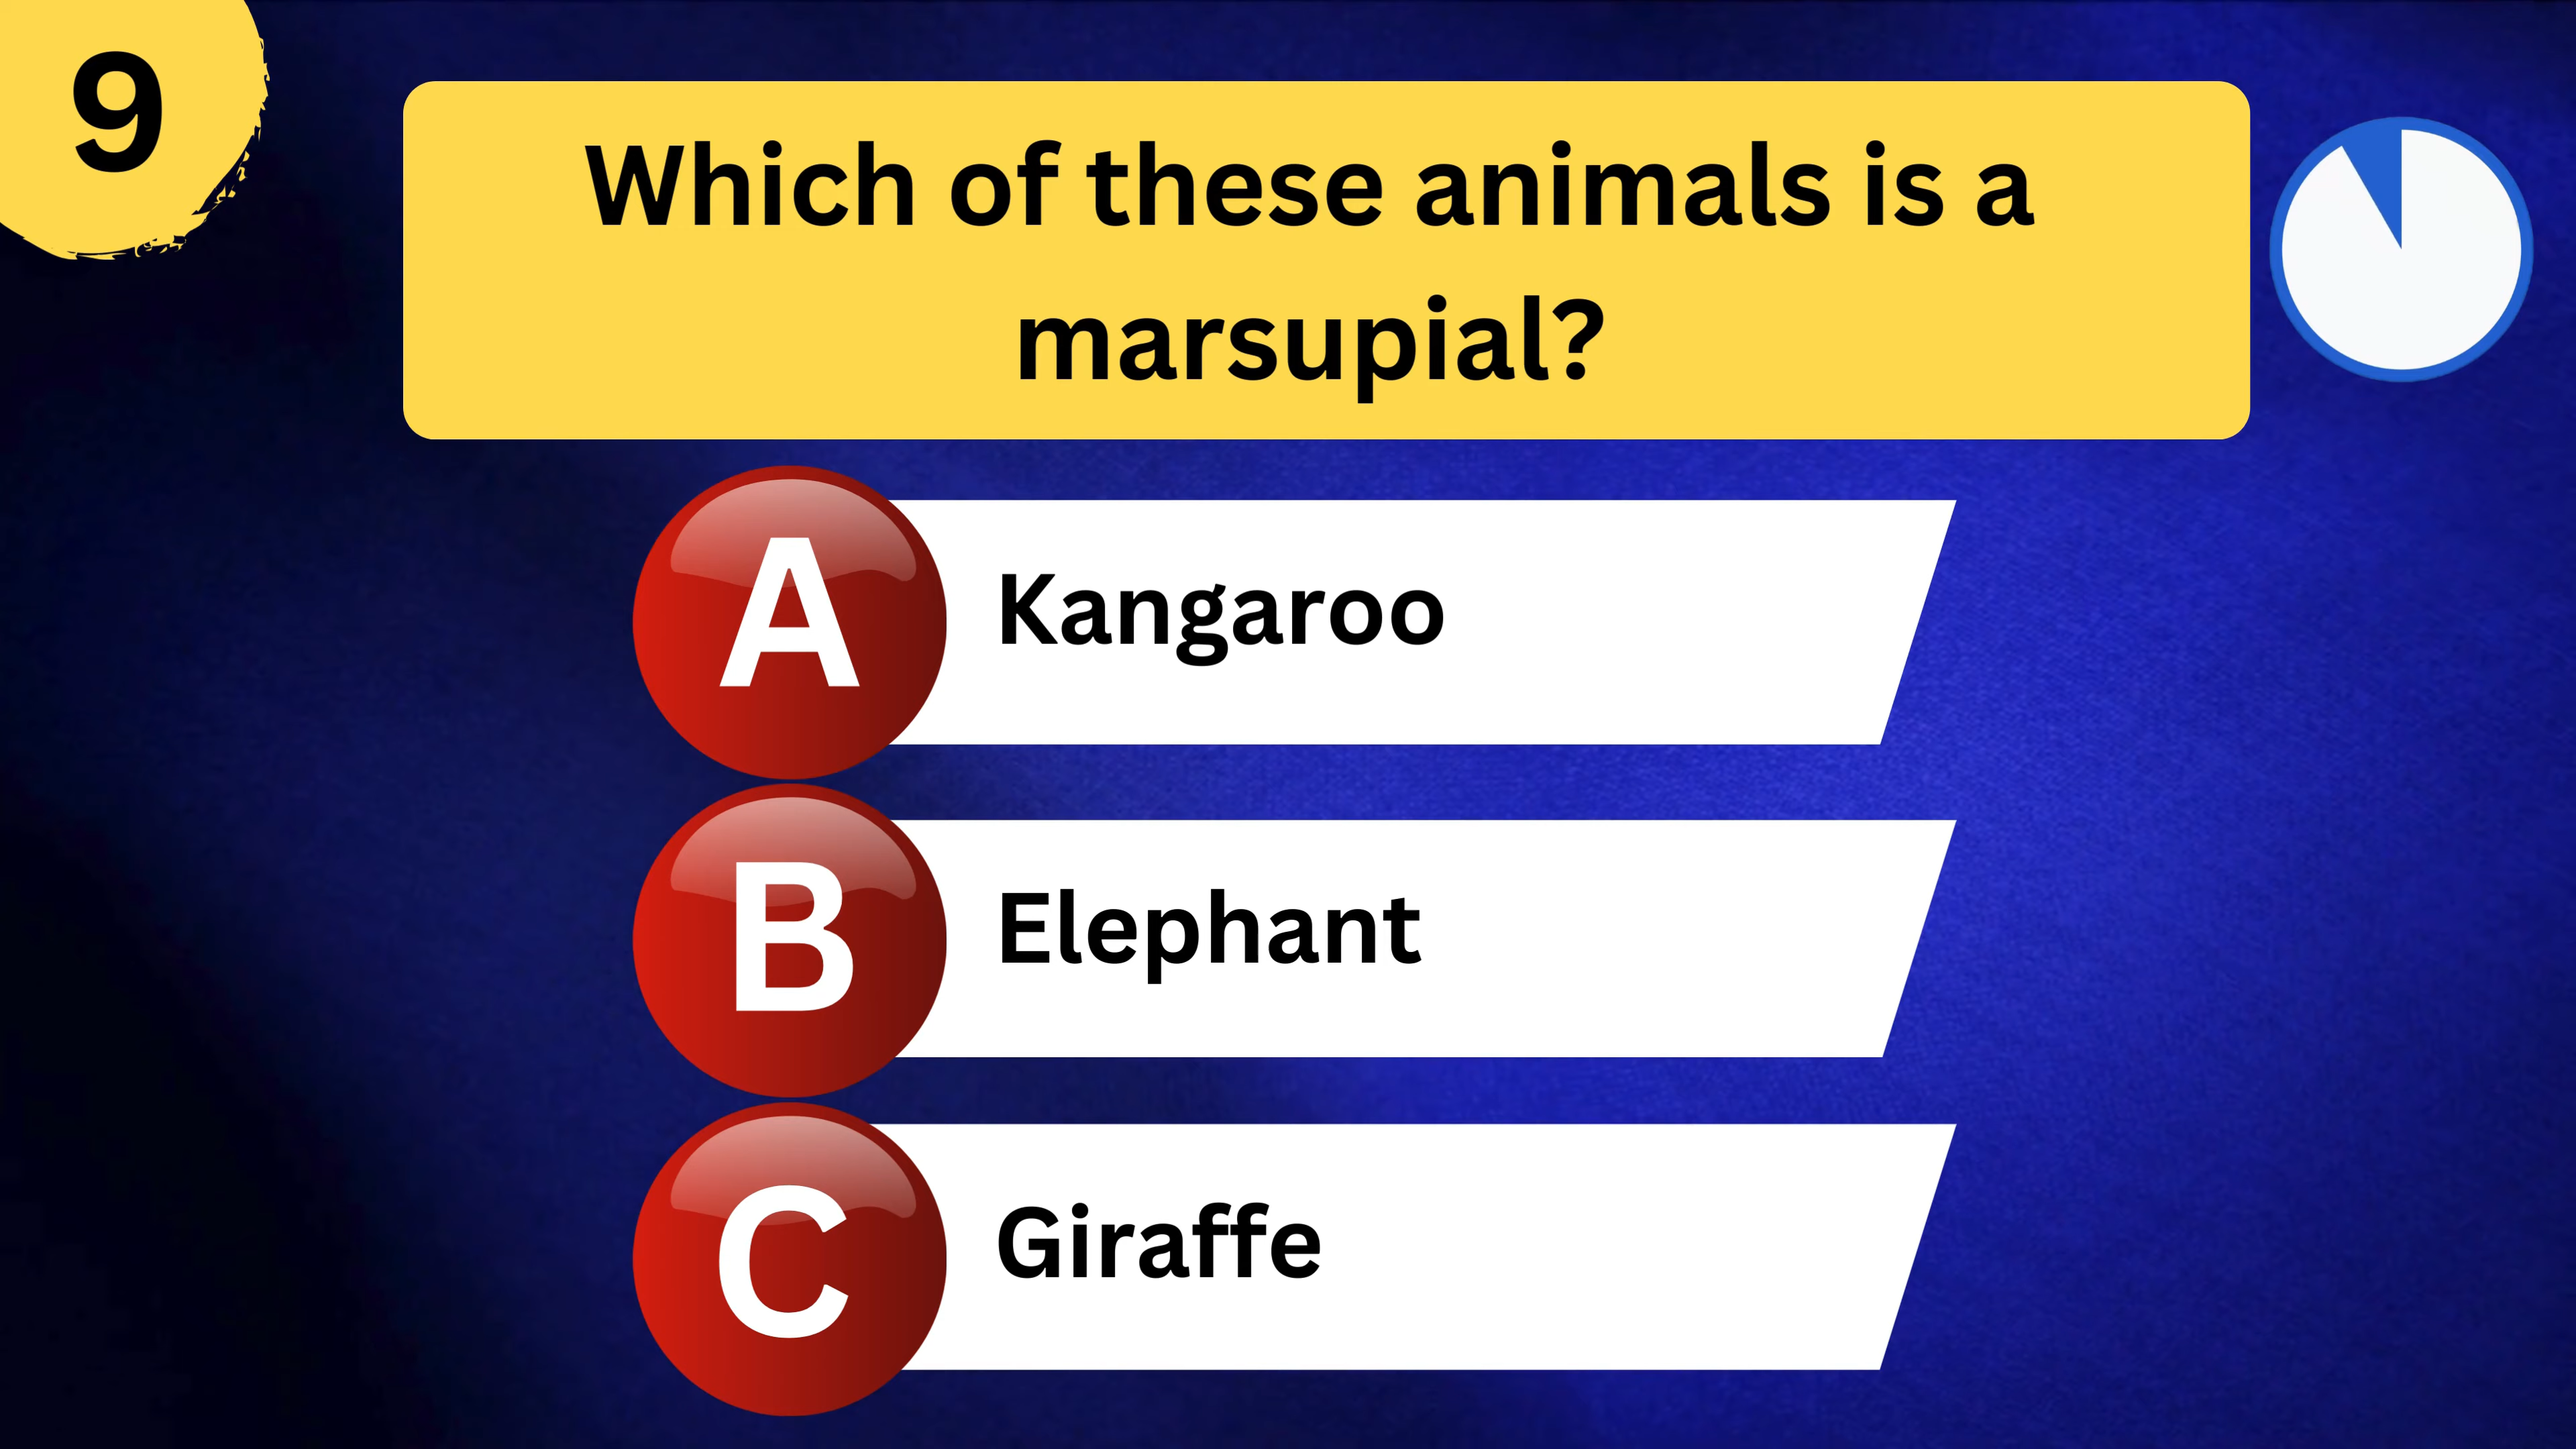 9
Which of these animals is a
marsupial?
A
Kangaroo
B
Elephant
C
Giraffe